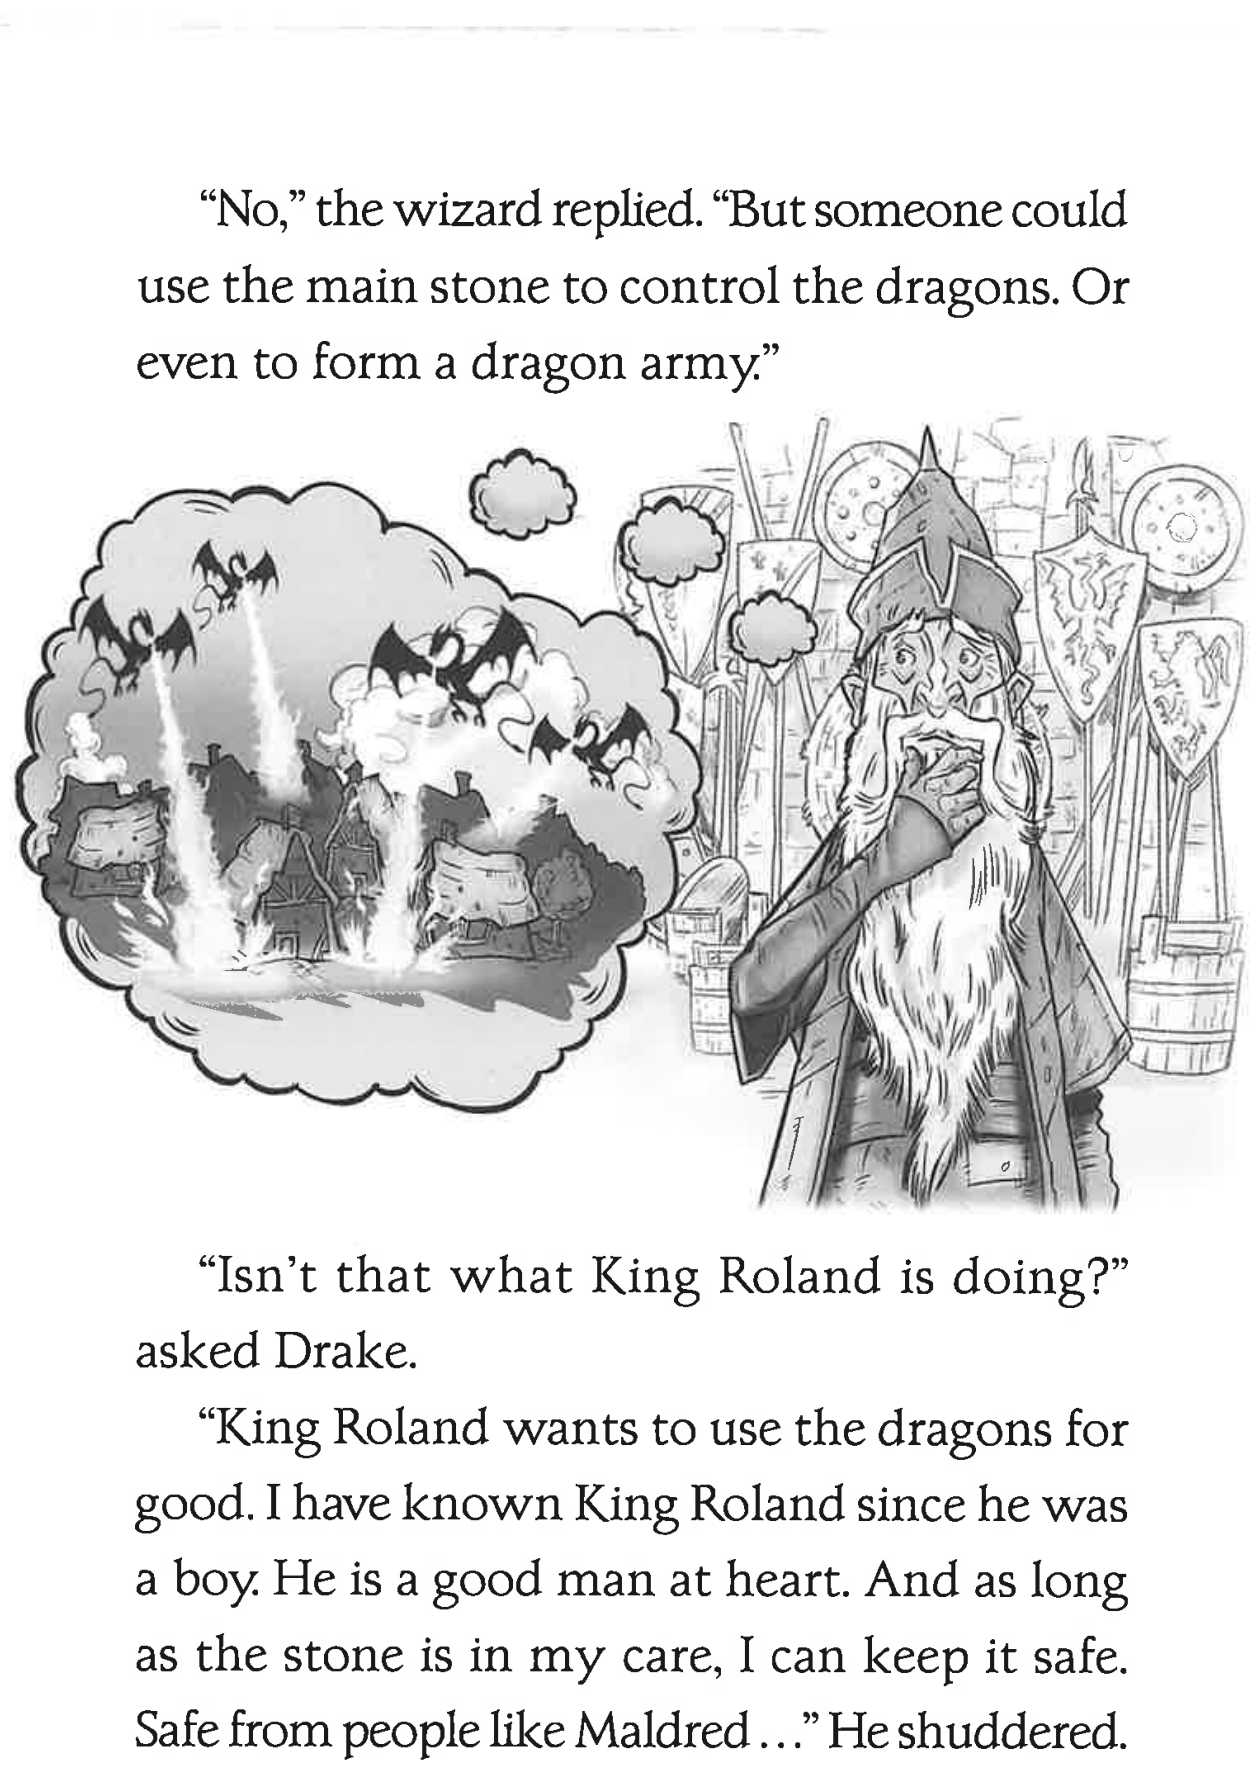 “No,” the wizard replied. “But someone could
use the main stone to control the dragons. Or
even to form a dragon army.”
“Isn’t that what King Roland is doing?”
asked Drake.
“King Roland wants to use the dragons for
good. I have known King Roland since he was
a boy. He is a good man at heart. And as long
as the stone is in my care, I can keep it safe.
Safe from people like Maldred . . .” He shuddered.